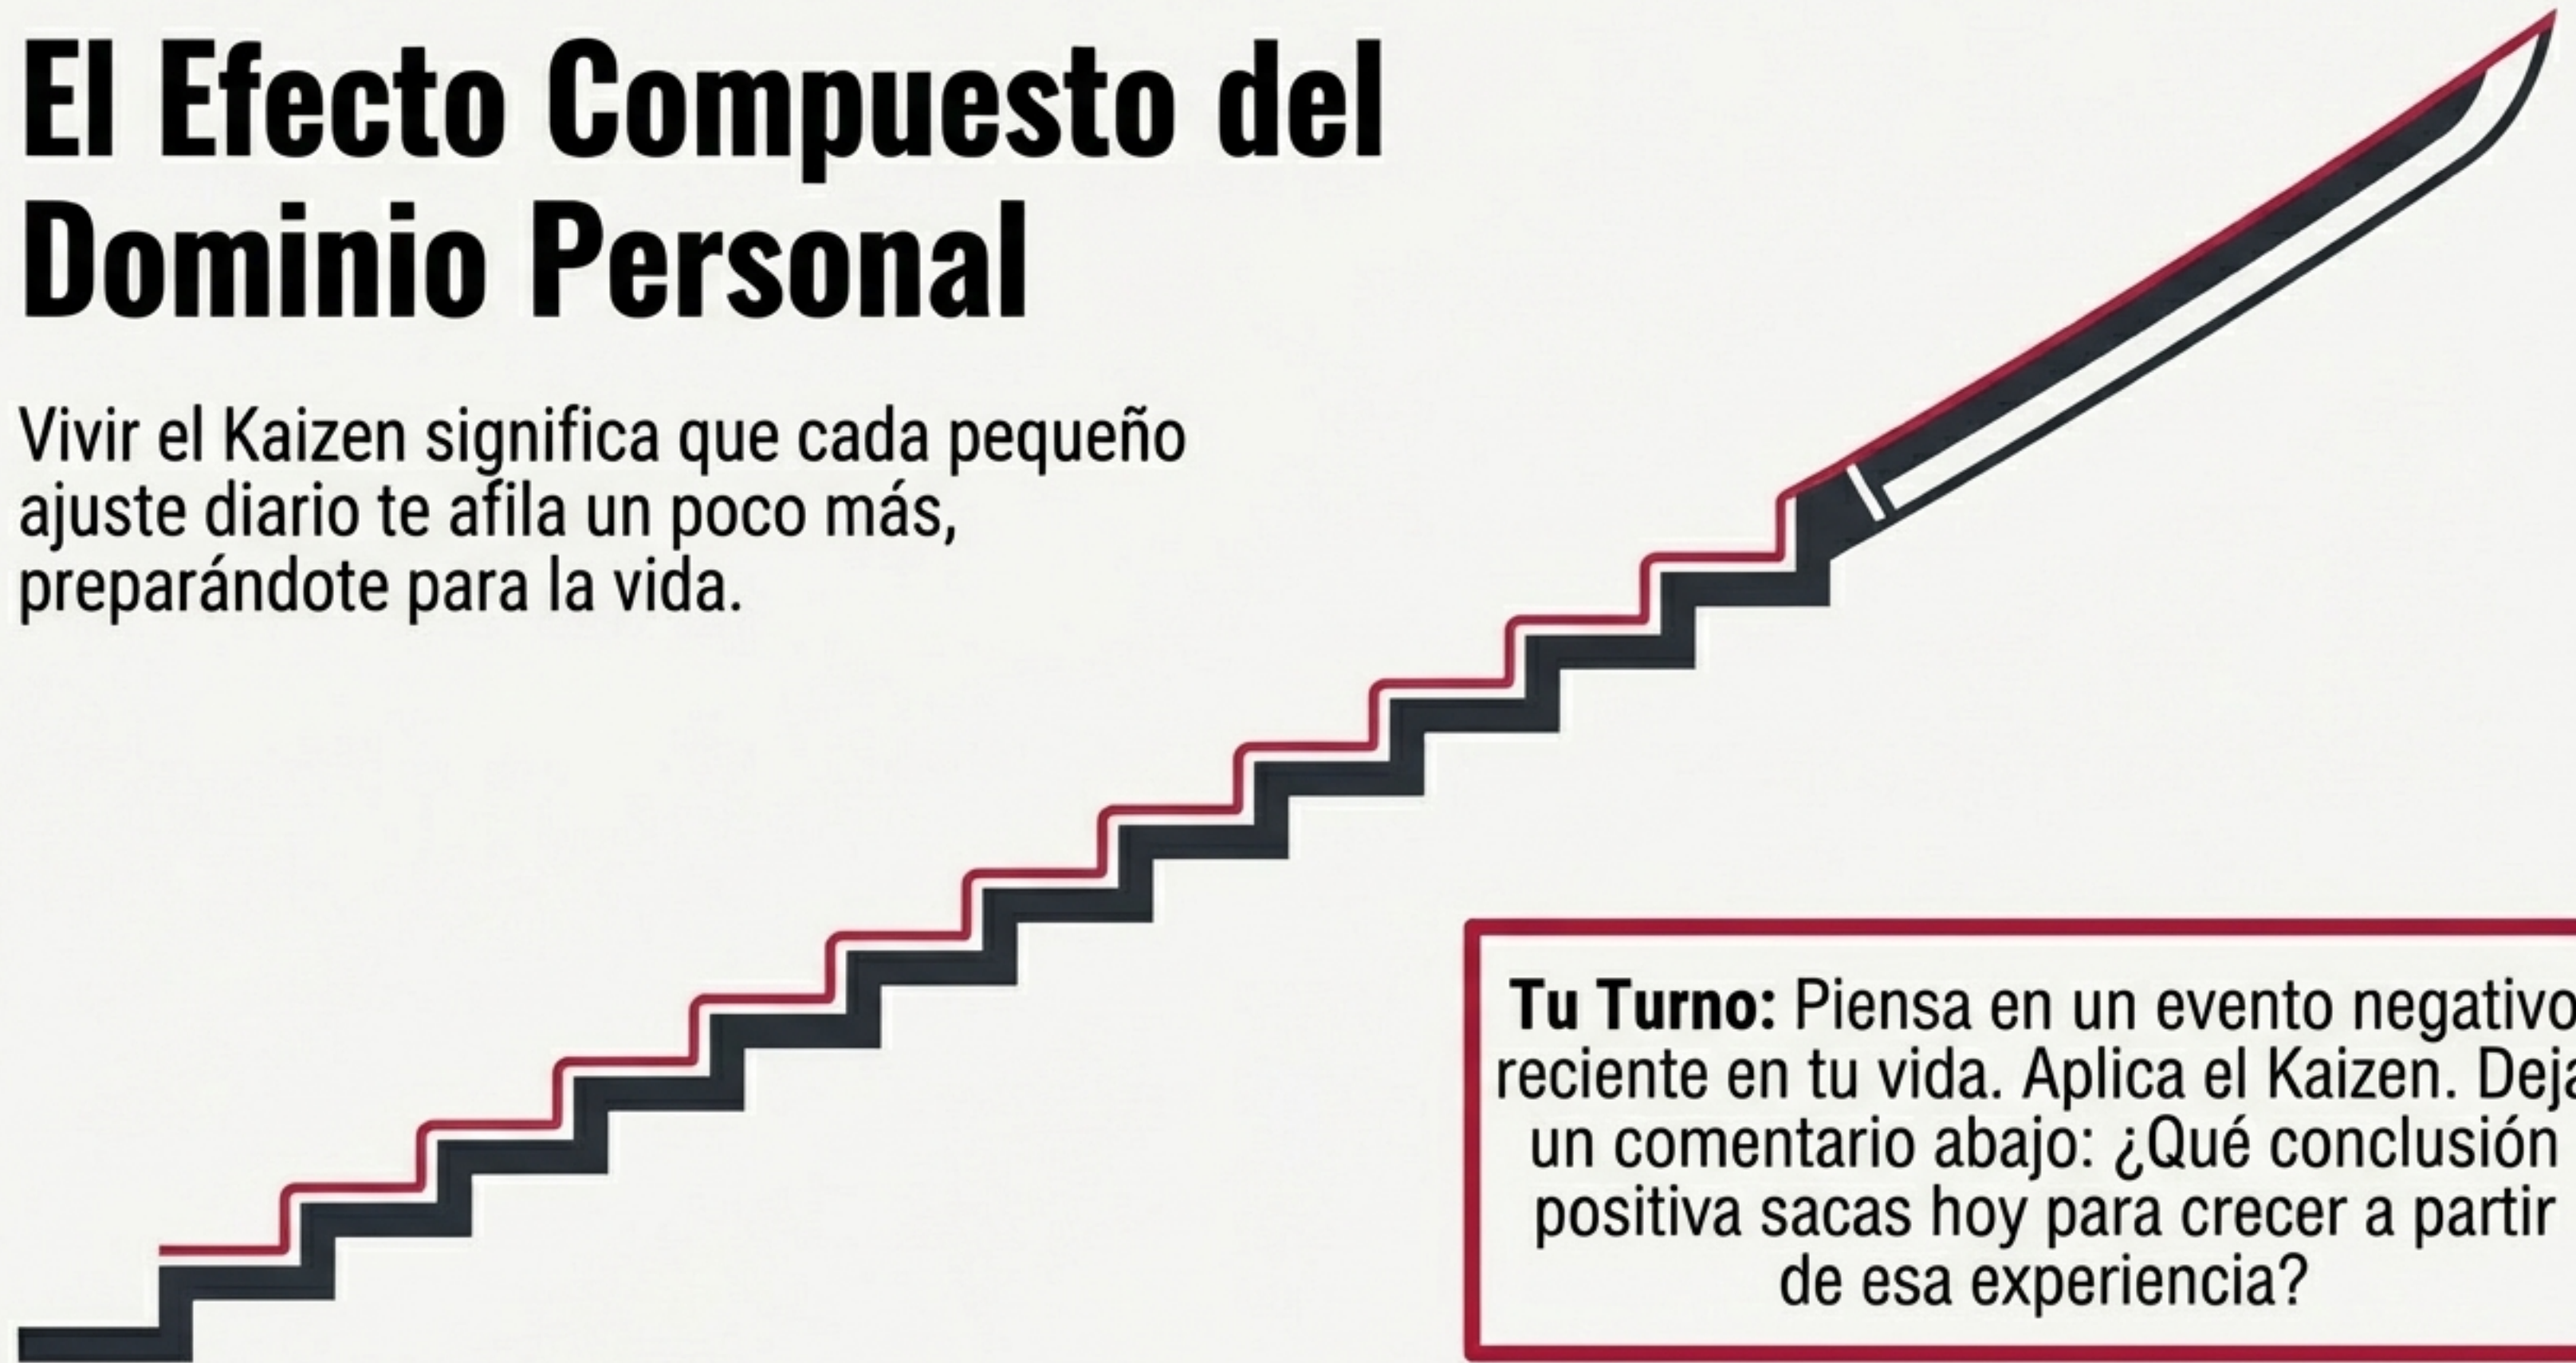 El Efecto Compuesto del
Dominio Personal
Vivir el Kaizen significa que cada pequeño
ajuste diario te afila un poco más,
preparándote para la vida.
Tu Turno: Piensa en un evento negativo
reciente en tu vida. Aplica el Kaizen. Deja
un comentario abajo: ¿Qué conclusión
positiva sacas hoy para crecer a partir
de esa experiencia?